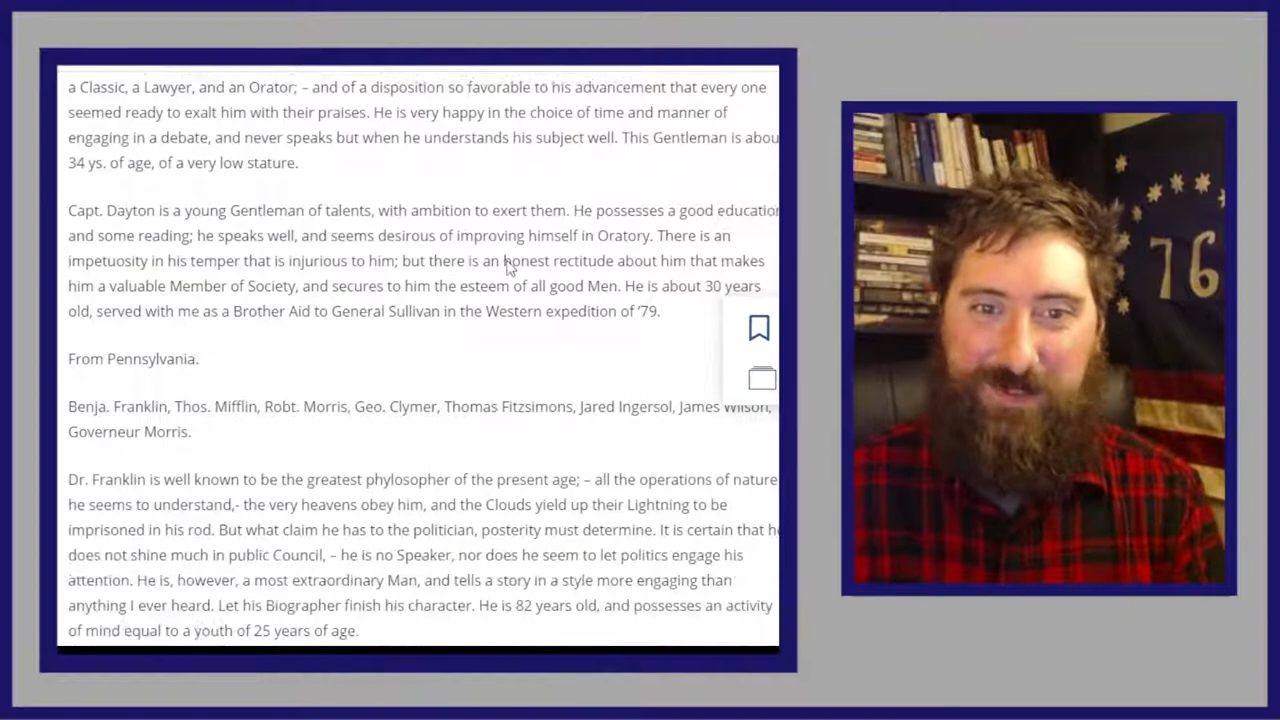 a Classic, a Lawyer, and an Orator; – and of a disposition so favorable to his advancement that every one
seemed ready to exalt him with their praises. He is very happy in the choice of time and manner of
engaging in a debate, and never speaks but when he understands his subject well. This Gentleman is abou
34 ys. of age, of a very low stature.
Capt. Dayton is a young Gentleman of talents, with ambition to exert them. He possesses a good education
and some reading; he speaks well, and seems desirous of improving himself in Oratory. There is an
impetuosity in his temper that is injurious to him; but there is an honest rectitude about him that makes
him a valuable Member of Society, and secures to him the esteem of all good Men. He is about 30 years
old, served with me as a Brother Aid to General Sullivan in the Western expedition of '79.
From Pennsylvania.
Benja. Franklin, Thos. Mifflin, Robt. Morris, Geo. Clymer, Thomas Fitzsimons, Jared Ingersol, James Wilson,
Governeur Morris.
Dr. Franklin is well known to be the greatest phylosopher of the present age; – all the operations of nature
he seems to understand,- the very heavens obey him, and the Clouds yield up their Lightning to be
imprisoned in his rod. But what claim he has to the politician, posterity must determine. It is certain that he
does not shine much in public Council, – he is no Speaker, nor does he seem to let politics engage his
attention. He is, however, a most extraordinary Man, and tells a story in a style more engaging than
anything I ever heard. Let his Biographer finish his character. He is 82 years old, and possesses an activity
of mind equal to a youth of 25 years of age.
76